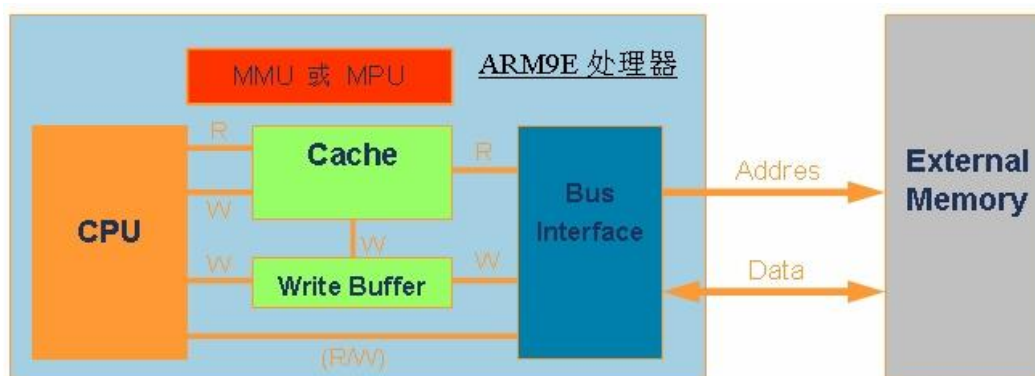 MMU 或 MPU
ARM9E 处理器
R
Cache
R
W
CPU
W
W
Write Buffer
W
(R/W)
Bus
Interface
Addres
Data
External
Memory